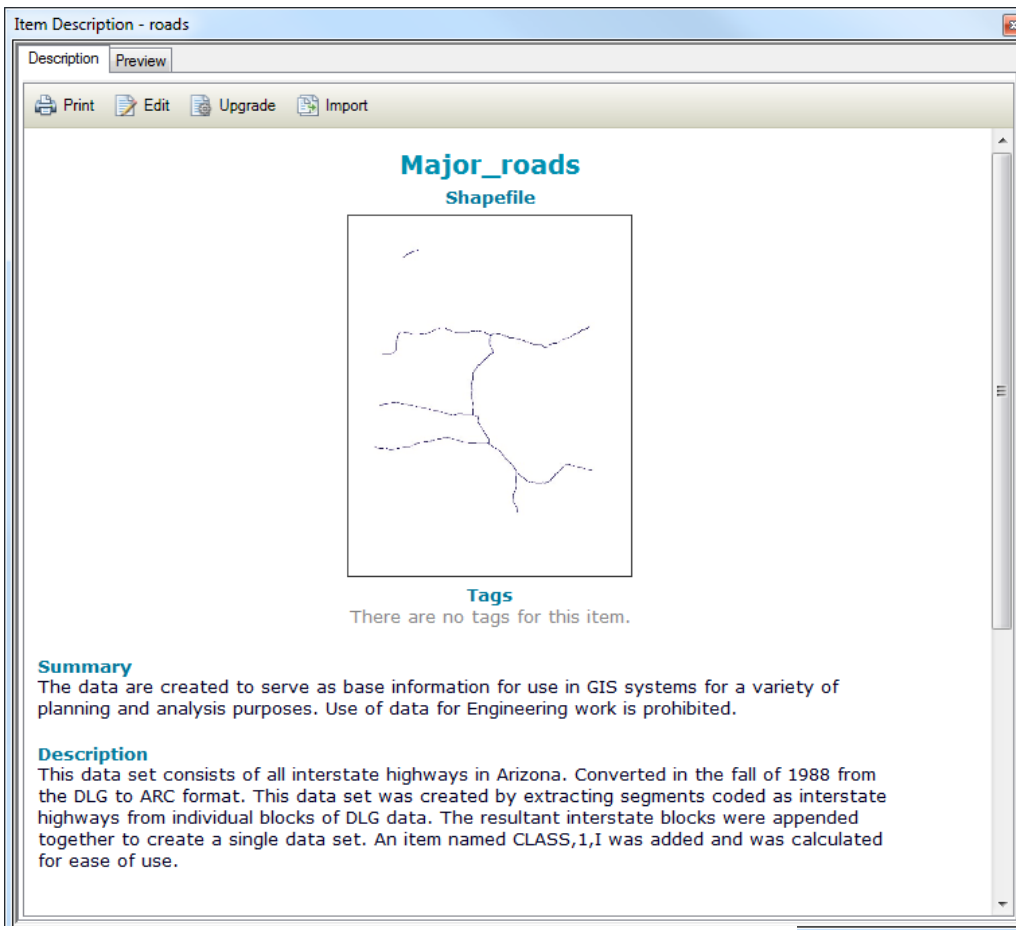 Item Description - roads
Description Preview
Print Edit Upgrade Import
Major_roads
Shapefile
Tags
There are no tags for this item.
Summary
The data are created to serve as base information for use in GIS systems for a variety of
planning and analysis purposes. Use of data for Engineering work is prohibited.
Description
This data set consists of all interstate highways in Arizona. Converted in the fall of 1988 from
the DLG to ARC format. This data set was created by extracting segments coded as interstate
highways from individual blocks of DLG data. The resultant interstate blocks were appended
together to create a single data set. An item named CLASS,1,I was added and was calculated
for ease of use.